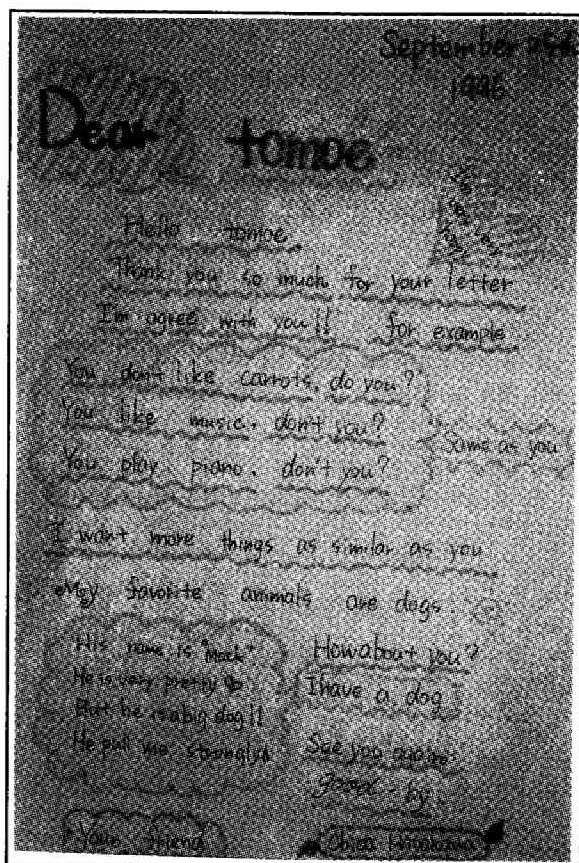 September
1996
Dear tomoe
Hello tomoe
Thank you so much for your letter
I'm agree with you!! for example
You don't like carrots, do you?
You like music, don't you?
You play piano, don't you?
Same as you
I want more things as similar as you
My favorite animals are dogs.
His name is "Mack".
He is very pretty
But he is a big dog!!
He pull me strongly
How about you?
I have a dog
See you
good-by
Your friend
Chisa